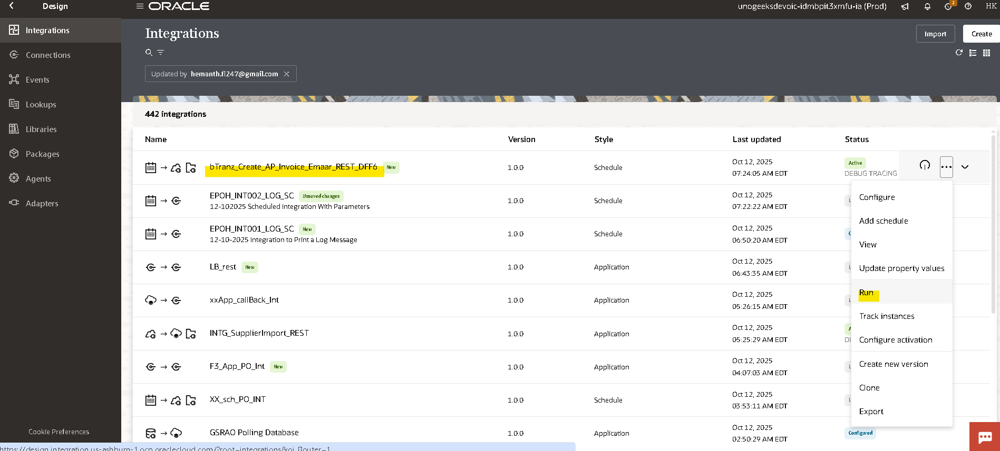 Design
ORACLE
unogeeksdevoic-idmbpit3xmfu-ia (Prod)
2
HK
Integrations
Connections
Events
Lookups
Libraries
Packages
Agents
Adapters
Cookie Preferences
Integrations
Import
Create
Updated by hemanth.fl247@gmail.com
442 integrations
Name Version Style Last updated Status
bTranz_Create_AP_Invoice_Emaar_REST_DFF6 New 1.0.0 Schedule Oct 12, 2025 Active
07:24:05 AM EDT DEBUG TRACING
EPOH_INT002_LOG_SC Unsaved changes 1.0.0 Schedule Oct 12, 2025
12-102025 Scheduled Integration With Parameters 07:22:22 AM EDT
EPOH_INT001_LOG_SC New 1.0.0 Schedule Oct 12, 2025
12-10-2025 Integration to Print a Log Message 06:50:20 AM EDT
LB_rest New 1.0.0 Application Oct 12, 2025
06:43:35 AM EDT
xxApp_callBack_Int 1.0.0 Application Oct 12, 2025
05:26:15 AM EDT
INTG_SupplierImport_REST 1.0.0 Application Oct 12, 2025
05:25:29 AM EDT
F3_App_PO_Int New 1.0.0 Application Oct 12, 2025
04:07:03 AM EDT
XX_sch_PO_INT 1.0.0 Schedule Oct 12, 2025
03:53:11 AM EDT
GSRAO Polling Database 1.0.0 Application Oct 12, 2025 Configured
02:50:29 AM EDT
Configure
Add schedule
View
Update property values
Run
Track instances
Configure activation
Create new version
Clone
Export
https://design.integration.us-ashburn-1.ocp.oraclecloud.com/?root=integrations&oj_Router=1